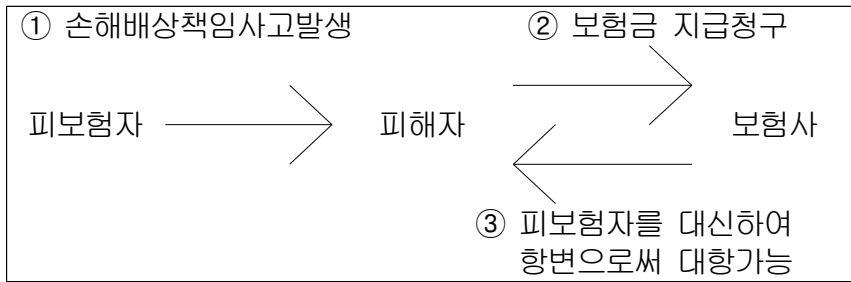 ① 손해배상책임사고발생
② 보험금 지급청구
피보험자
피해자
보험사
③ 피보험자를 대신하여
항변으로써 대항가능